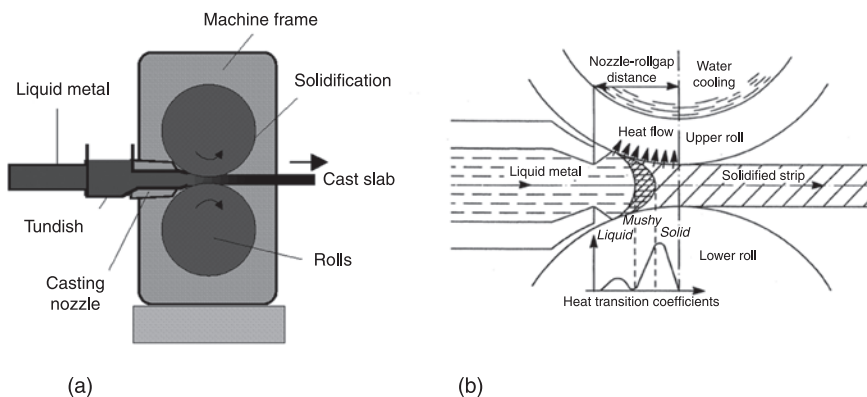 Machine frame
Liquid metal
Solidification
Cast slab
Tundish
Casting
nozzle
Rolls
(a)
Nozzle-rollgap
distance
Water
cooling
Heat flow
Upper roll
Liquid metal
Solidified strip
Mushy
Liquid
Solid
Lower roll
Heat transition coefficients
(b)